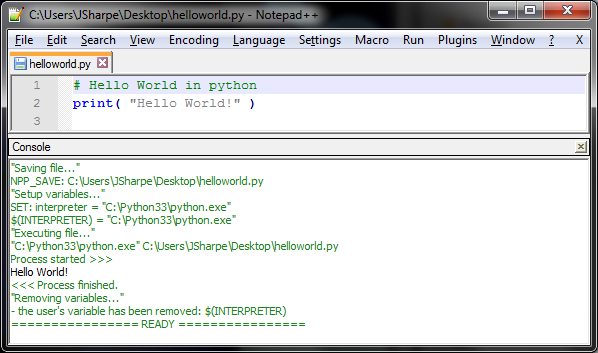 C:\Users\JSharpe\Desktop\helloworld.py - Notepad++
File Edit Search View Encoding Language Settings Macro Run Plugins Window ? X
helloworld.py
1 # Hello World in python
2 print( "Hello World!" )
3
Console
"Saving file..."
NPP_SAVE: C:\Users\JSharpe\Desktop\helloworld.py
"Setup variables..."
SET: interpreter = "C:\Python33\python.exe"
$(INTERPRETER) = "C:\Python33\python.exe"
"Executing file..."
"C:\Python33\python.exe" C:\Users\JSharpe\Desktop\helloworld.py
Process started >>>
Hello World!
<<< Process finished.
"Removing variables..."
- the user's variable has been removed: $(INTERPRETER)
================ READY ================